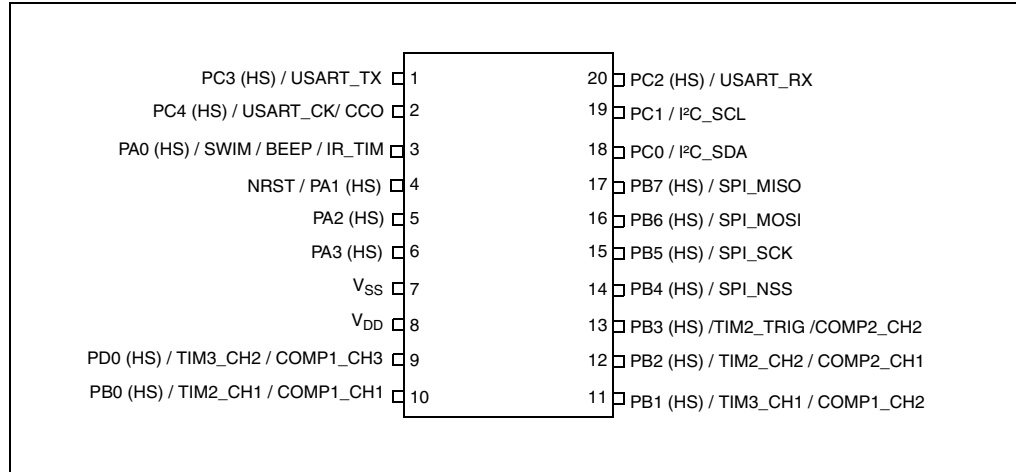 PC3 (HS) / USART_TX 1
PC4 (HS) / USART_CK/ CCO 2
PA0 (HS) / SWIM / BEEP / IR_TIM 3
NRST / PA1 (HS) 4
PA2 (HS) 5
PA3 (HS) 6
VSS 7
VDD 8
PD0 (HS) / TIM3_CH2 / COMP1_CH3 9
PB0 (HS) / TIM2_CH1 / COMP1_CH1 10
20 PC2 (HS) / USART_RX
19 PC1 / I²C_SCL
18 PC0 / I²C_SDA
17 PB7 (HS) / SPI_MISO
16 PB6 (HS) / SPI_MOSI
15 PB5 (HS) / SPI_SCK
14 PB4 (HS) / SPI_NSS
13 PB3 (HS) /TIM2_TRIG /COMP2_CH2
12 PB2 (HS) / TIM2_CH2 / COMP2_CH1
11 PB1 (HS) / TIM3_CH1 / COMP1_CH2